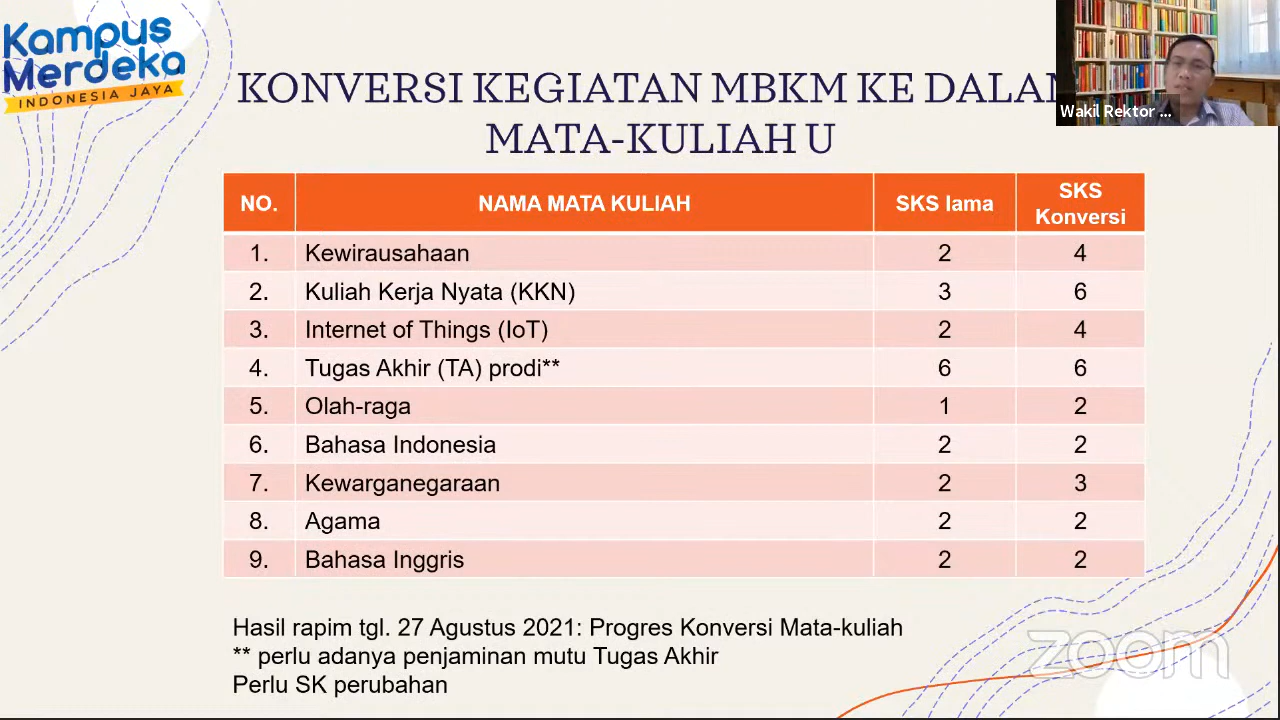 Kampus
Merdeka
INDONESIA JAYA
KONVERSI KEGIATAN MBKM KE DALAM
MATA-KULIAH U
Wakil Rektor ...
NO. NAMA MATA KULIAH SKS lama SKS Konversi
1. Kewirausahaan 2 4
2. Kuliah Kerja Nyata (KKN) 3 6
3. Internet of Things (IoT) 2 4
4. Tugas Akhir (TA) prodi** 6 6
5. Olah-raga 1 2
6. Bahasa Indonesia 2 2
7. Kewarganegaraan 2 3
8. Agama 2 2
9. Bahasa Inggris 2 2
Hasil rapim tgl. 27 Agustus 2021: Progres Konversi Mata-kuliah
** perlu adanya penjaminan mutu Tugas Akhir
Perlu SK perubahan
zoom